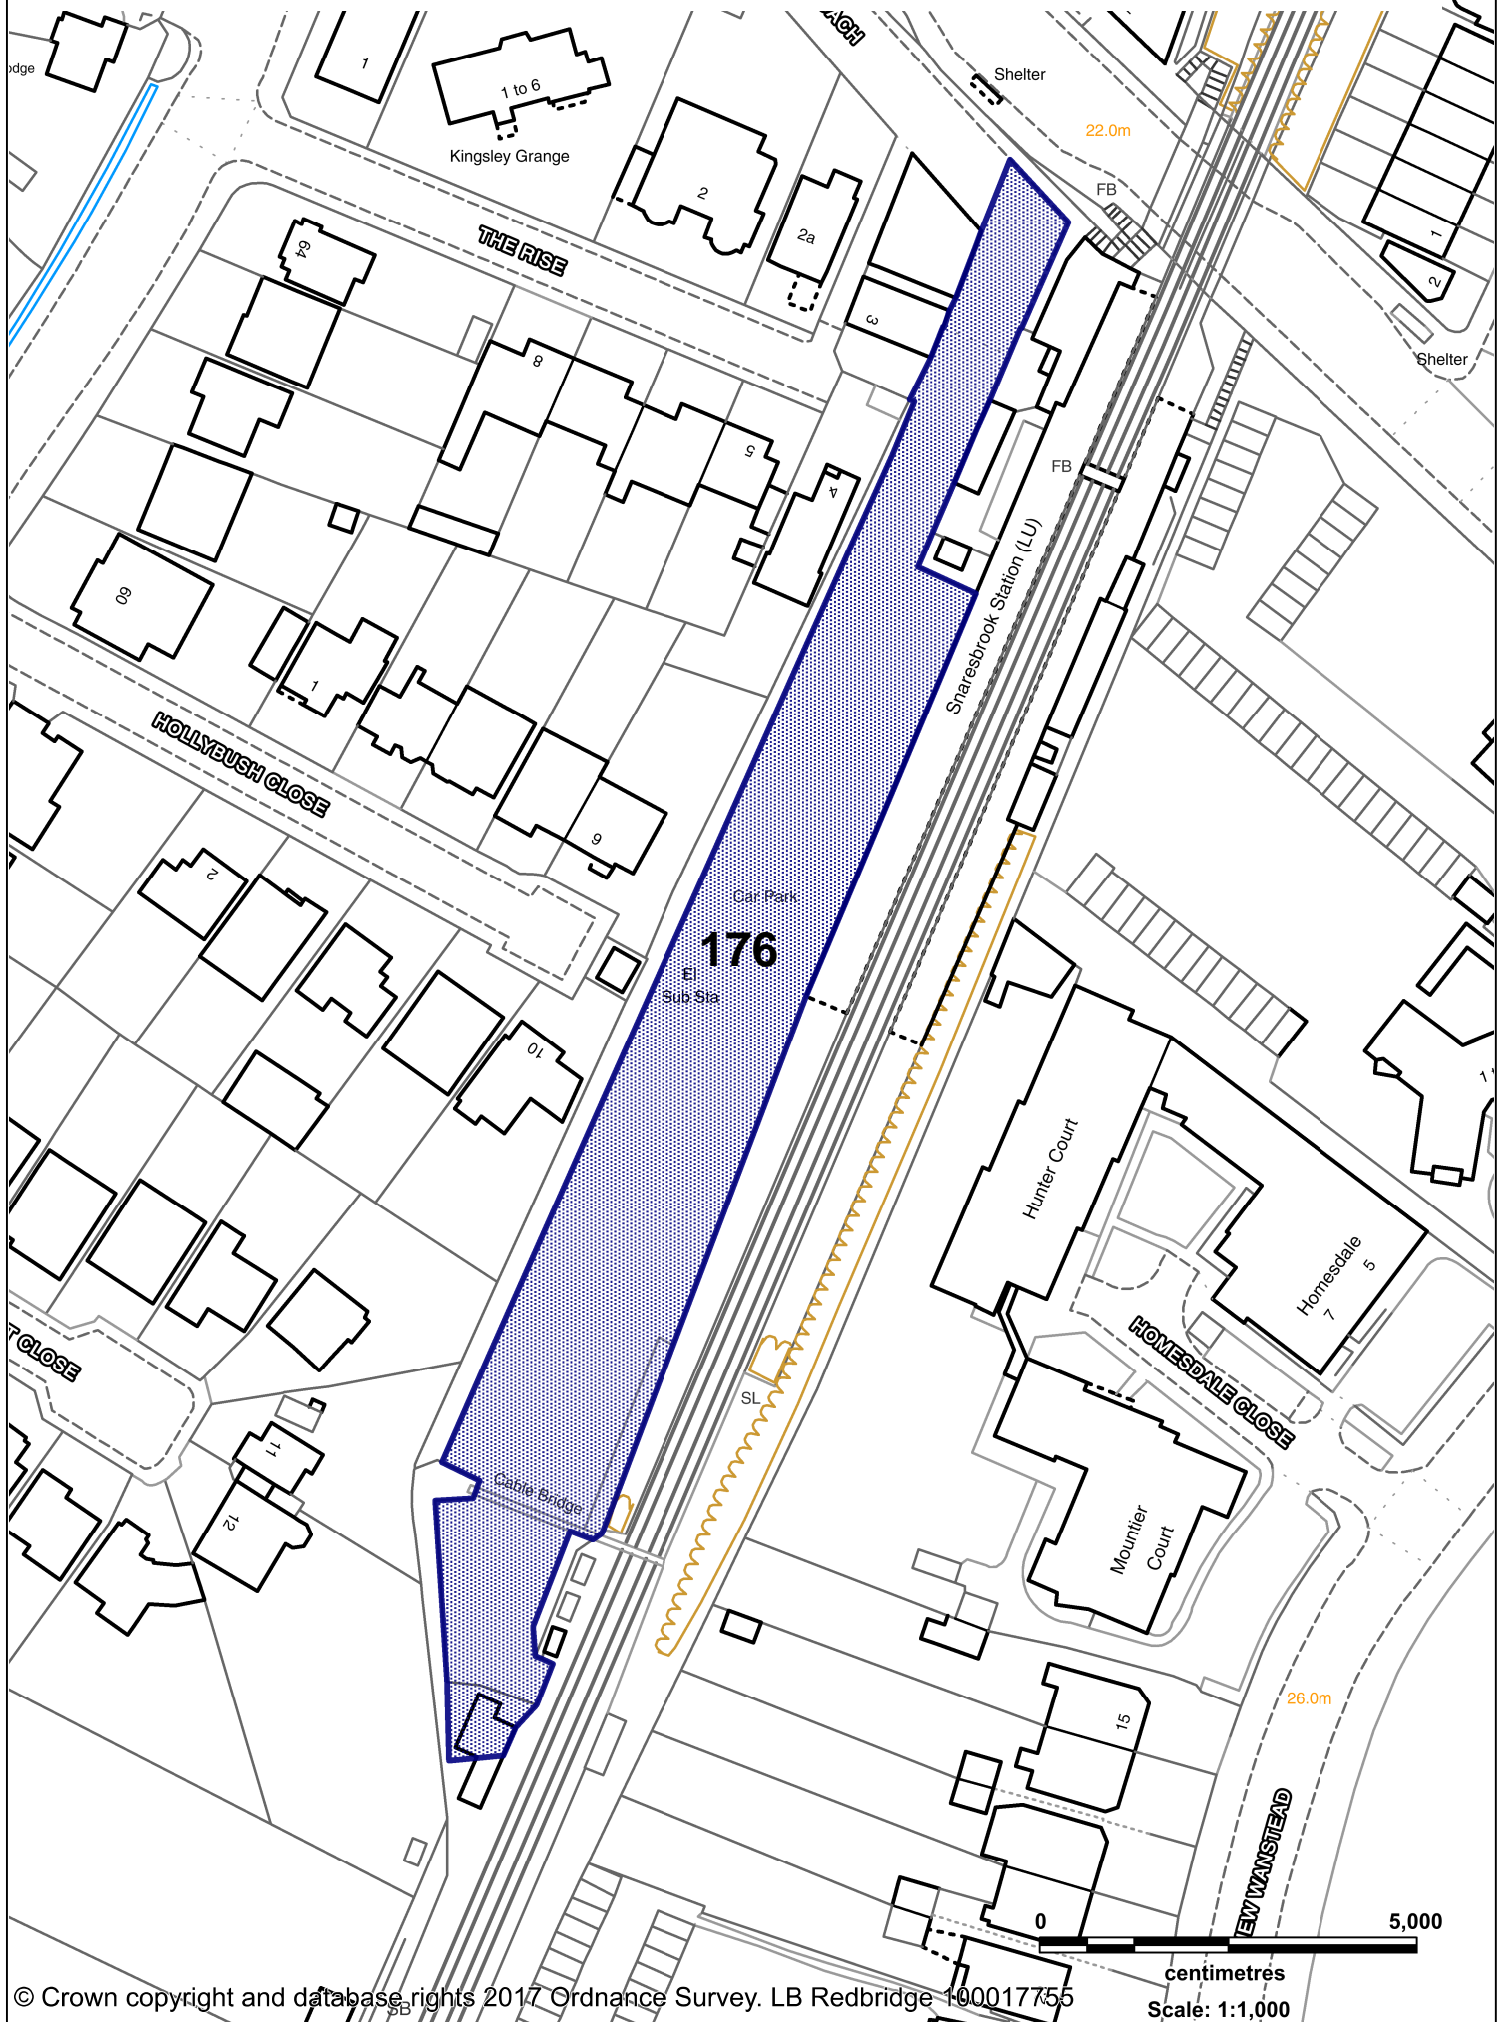 1
1 to 6
Kingsley Grange
Shelter
22.0m
FB
2
2a
THE RISE
64
3
1
2
Shelter
8
5
4
FB
Snaresbrook Station (LU)
60
1
HOLLYBUSH CLOSE
9
2
Car Park
176
El
Sub Sta
10
Hunter Court
Homesdale
5
7
HOMESDALE CLOSE
T CLOSE
SL
11
12
Cable Bridge
Mountier
Court
15
26.0m
EW WANSTEAD
0
5,000
centimetres
Scale: 1:1,000
© Crown copyright and database rights 2017 Ordnance Survey. LB Redbridge 100017755
SB